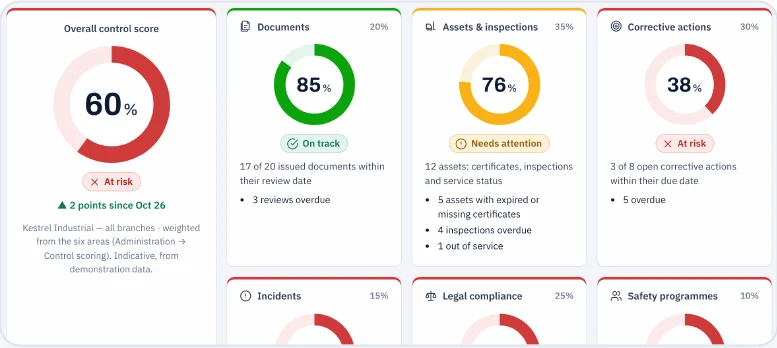 Overall control score
60%
At risk
▲ 2 points since Oct 26
Kestrel Industrial — all branches · weighted
from the six areas (Administration →
Control scoring). Indicative, from
demonstration data.
Documents 20%
85%
On track
17 of 20 issued documents within
their review date
• 3 reviews overdue
Assets & inspections 35%
76%
Needs attention
12 assets: certificates, inspections
and service status
• 5 assets with expired or
missing certificates
• 4 inspections overdue
• 1 out of service
Corrective actions 30%
38%
At risk
3 of 8 open corrective actions
within their due date
• 5 overdue
Incidents 15%
Legal compliance 25%
Safety programmes 10%